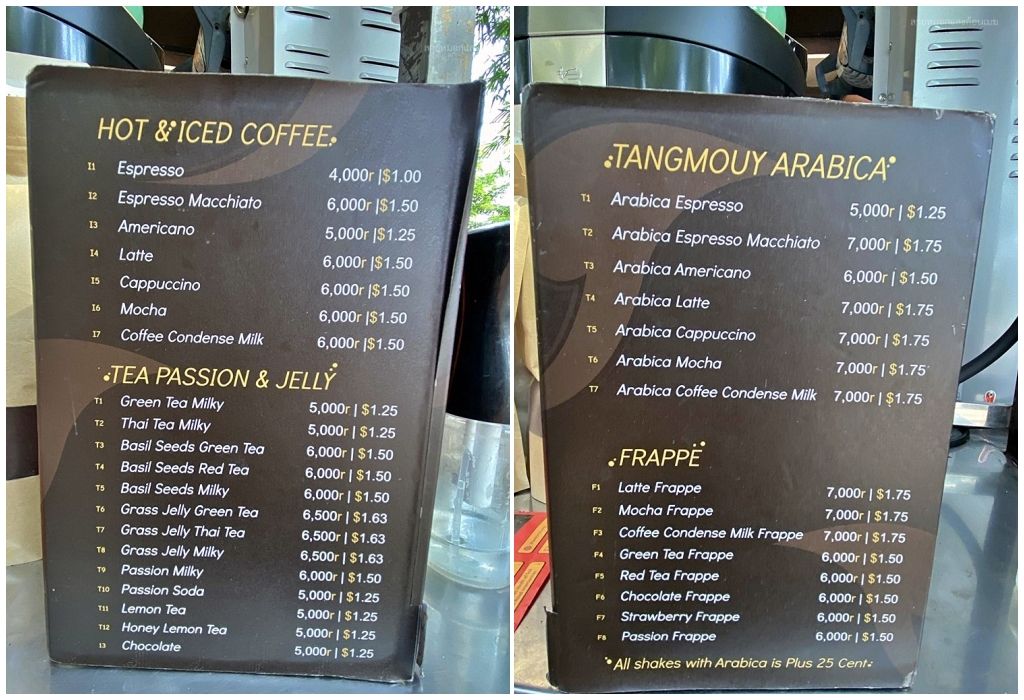 HOT & ICED COFFEE
I1 Espresso 4,000r |$1.00
I2 Espresso Macchiato 6,000r |$1.50
I3 Americano 5,000r |$1.25
I4 Latte 6,000r |$1.50
I5 Cappuccino 6,000r |$1.50
I6 Mocha 6,000r |$1.50
I7 Coffee Condense Milk 6,000r |$1.50
TEA PASSION & JELLY
T1 Green Tea Milky 5,000r | $1.25
T2 Thai Tea Milky 5,000r | $1.25
T3 Basil Seeds Green Tea 6,000r | $1.50
T4 Basil Seeds Red Tea 6,000r | $1.50
T5 Basil Seeds Milky 6,000r | $1.50
T6 Grass Jelly Green Tea 6,500r | $1.63
T7 Grass Jelly Thai Tea 6,500r | $1.63
T8 Grass Jelly Milky 6,500r | $1.63
T9 Passion Milky 6,000r | $1.50
T10 Passion Soda 5,000r | $1.25
T11 Lemon Tea 5,000r | $1.25
T12 Honey Lemon Tea 5,000r | $1.25
13 Chocolate 5,000r | $1.25
TANGMOUY ARABICA
T1 Arabica Espresso 5,000r | $1.25
T2 Arabica Espresso Macchiato 7,000r | $1.75
T3 Arabica Americano 6,000r | $1.50
T4 Arabica Latte 7,000r | $1.75
T5 Arabica Cappuccino 7,000r | $1.75
T6 Arabica Mocha 7,000r | $1.75
T7 Arabica Coffee Condense Milk 7,000r | $1.75
FRAPPE
F1 Latte Frappe 7,000r | $1.75
F2 Mocha Frappe 7,000r | $1.75
F3 Coffee Condense Milk Frappe 7,000r | $1.75
F4 Green Tea Frappe 6,000r | $1.50
F5 Red Tea Frappe 6,000r | $1.50
F6 Chocolate Frappe 6,000r | $1.50
F7 Strawberry Frappe 6,000r | $1.50
F8 Passion Frappe 6,000r | $1.50
All shakes with Arabica is Plus 25 Cent